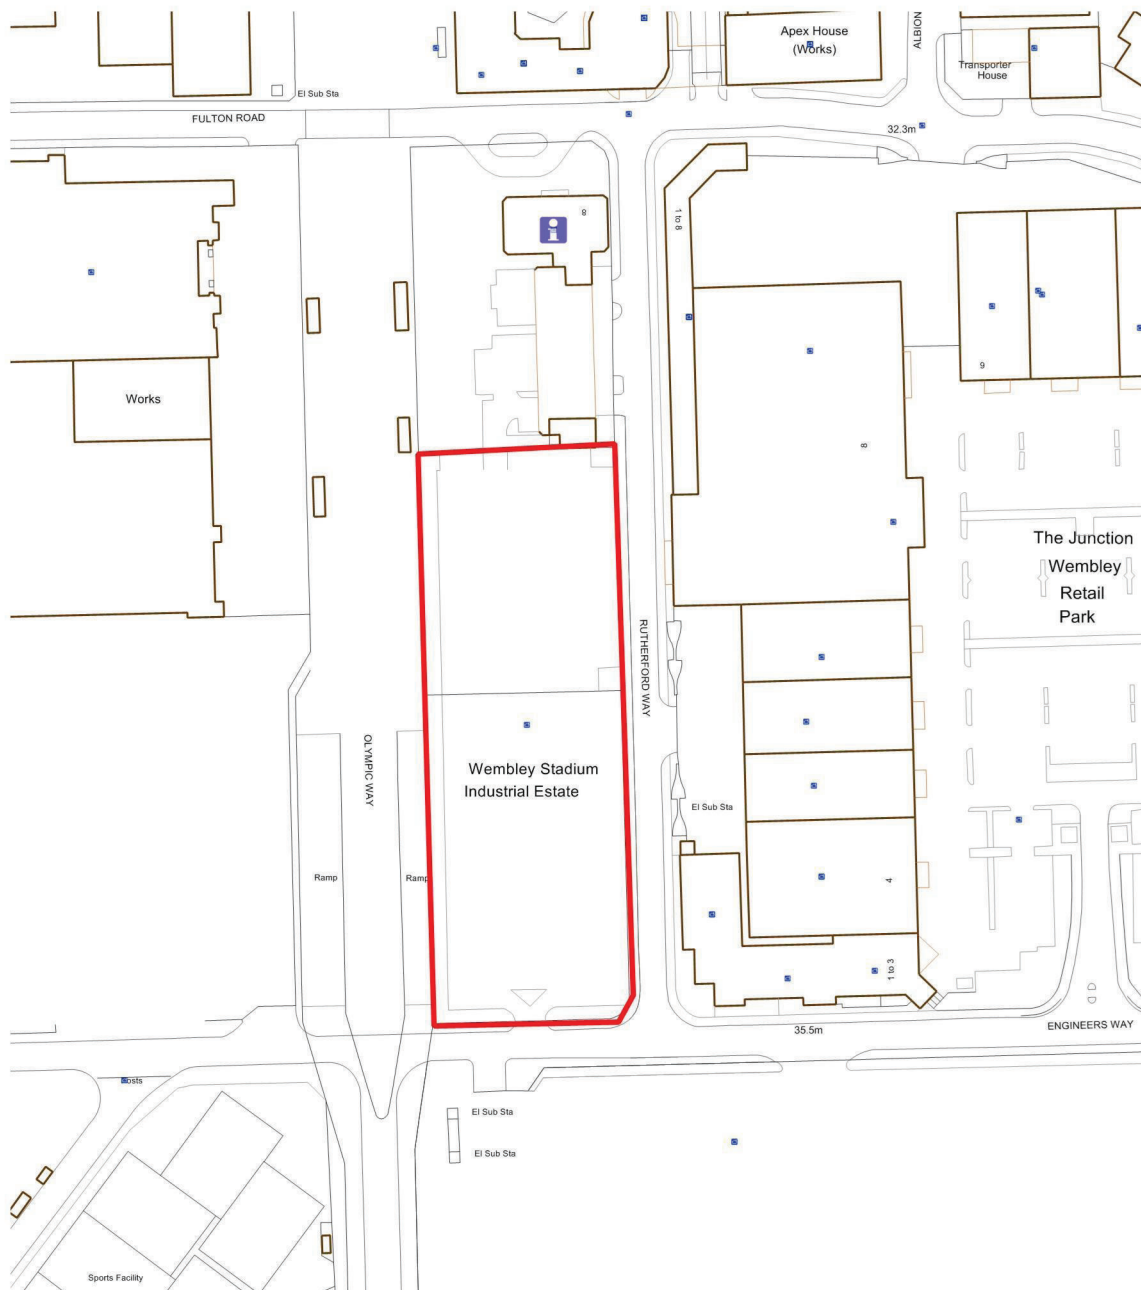 Apex House
(Works)
ALBION
Transporter
House
El Sub Sta
FULTON ROAD
32.3m
8
1 to 8
9
Works
8
The Junction
Wembley
Retail
Park
RUTHERFORD WAY
OLYMPIC WAY
Wembley Stadium
Industrial Estate
El Sub Sta
Ramp
Ramp
4
1 to 3
35.5m
ENGINEERS WAY
El Sub Sta
El Sub Sta
Sports Facility